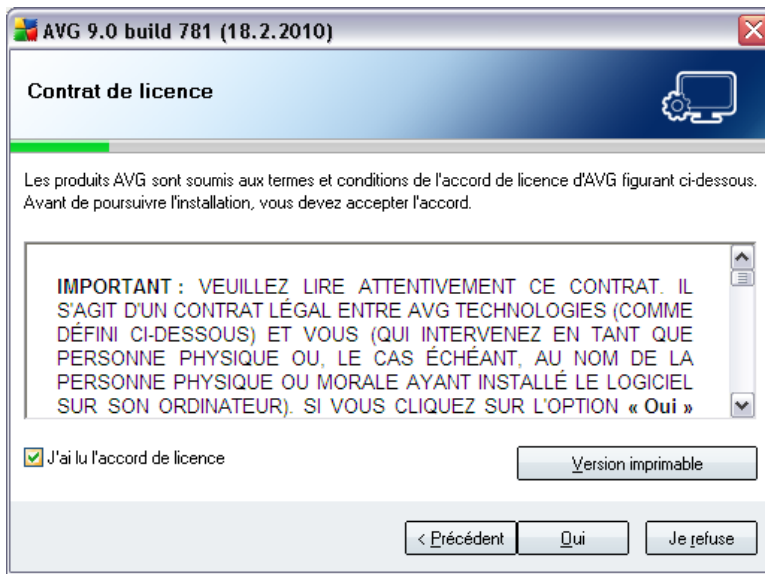 AVG 9.0 build 781 (18.2.2010)
Contrat de licence
Les produits AVG sont soumis aux termes et conditions de l'accord de licence d'AVG figurant ci-dessous.
Avant de poursuivre l'installation, vous devez accepter l'accord.
IMPORTANT : VEUILLEZ LIRE ATTENTIVEMENT CE CONTRAT. IL
S'AGIT D'UN CONTRAT LÉGAL ENTRE AVG TECHNOLOGIES (COMME
DÉFINI CI-DESSOUS) ET VOUS (QUI INTERVENEZ EN TANT QUE
PERSONNE PHYSIQUE OU, LE CAS ÉCHÉANT, AU NOM DE LA
PERSONNE PHYSIQUE OU MORALE AYANT INSTALLÉ LE LOGICIEL
SUR SON ORDINATEUR). SI VOUS CLIQUEZ SUR L'OPTION « Oui »
J'ai lu l'accord de licence
Version imprimable
< Précédent
Oui
Je refuse